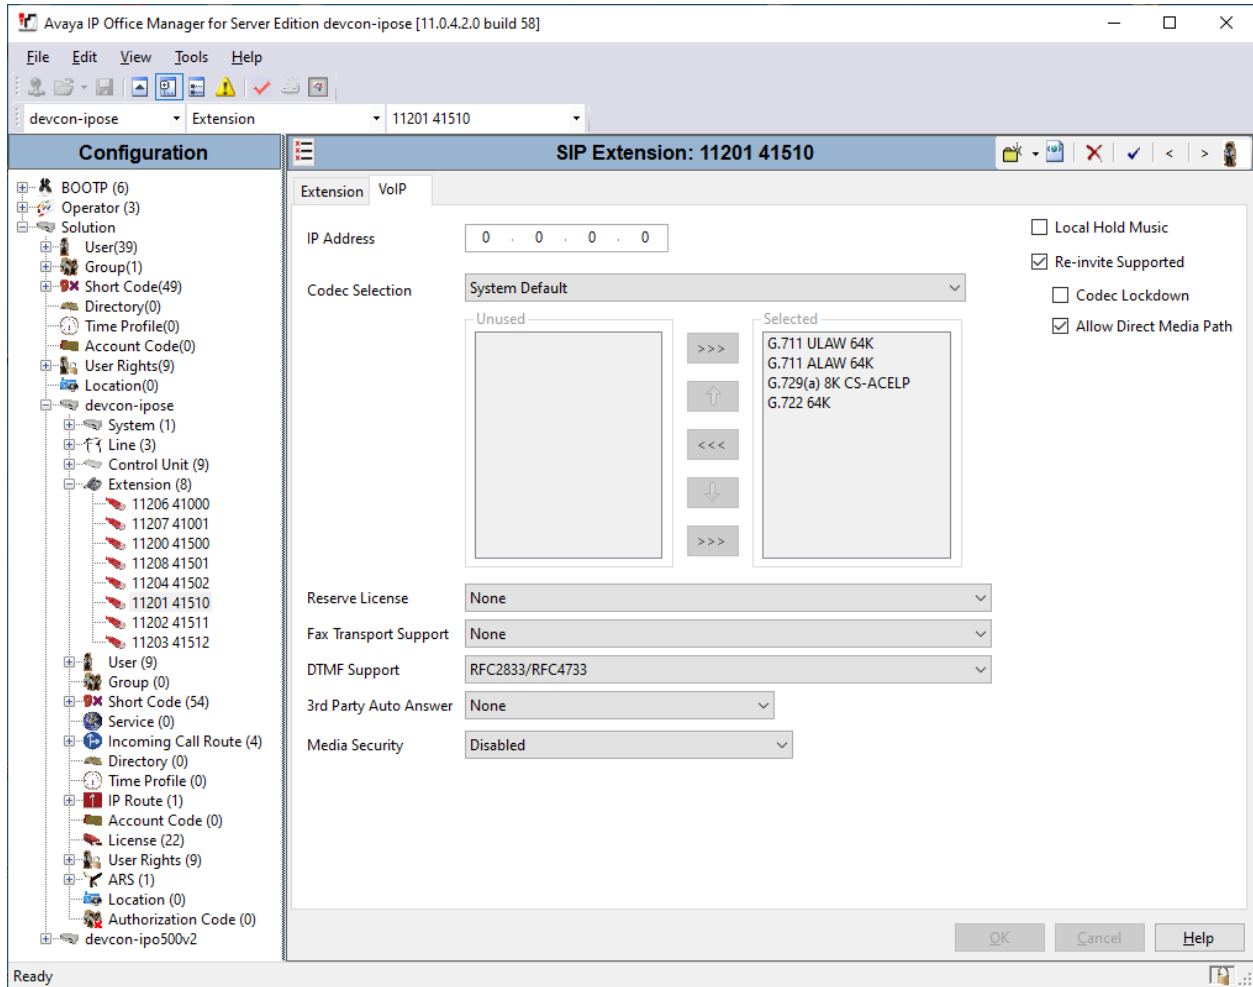 Avaya IP Office Manager for Server Edition devcon-ipose [11.0.4.2.0 build 58]
File Edit View Tools Help
devcon-ipose Extension 11201 41510
Configuration
BOOTP (6)
Operator (3)
Solution
User(39)
Group(1)
Short Code(49)
Directory(0)
Time Profile(0)
Account Code(0)
User Rights(9)
Location(0)
devcon-ipose
System (1)
Line (3)
Control Unit (9)
Extension (8)
11206 41000
11207 41001
11200 41500
11208 41501
11204 41502
11201 41510
11202 41511
11203 41512
User (9)
Group (0)
Short Code (54)
Service (0)
Incoming Call Route (4)
Directory (0)
Time Profile (0)
IP Route (1)
Account Code (0)
License (22)
User Rights (9)
ARS (1)
Location (0)
Authorization Code (0)
devcon-ipo500v2
SIP Extension: 11201 41510
< >
Extension VoIP
IP Address 0 . 0 . 0 . 0
Codec Selection System Default
Unused
>>>
<<<
>>>
Selected
G.711 ULAW 64K
G.711 ALAW 64K
G.729(a) 8K CS-ACELP
G.722 64K
Reserve License None
Fax Transport Support None
DTMF Support RFC2833/RFC4733
3rd Party Auto Answer None
Media Security Disabled
Local Hold Music
Re-invite Supported
Codec Lockdown
Allow Direct Media Path
OK Cancel Help
Ready